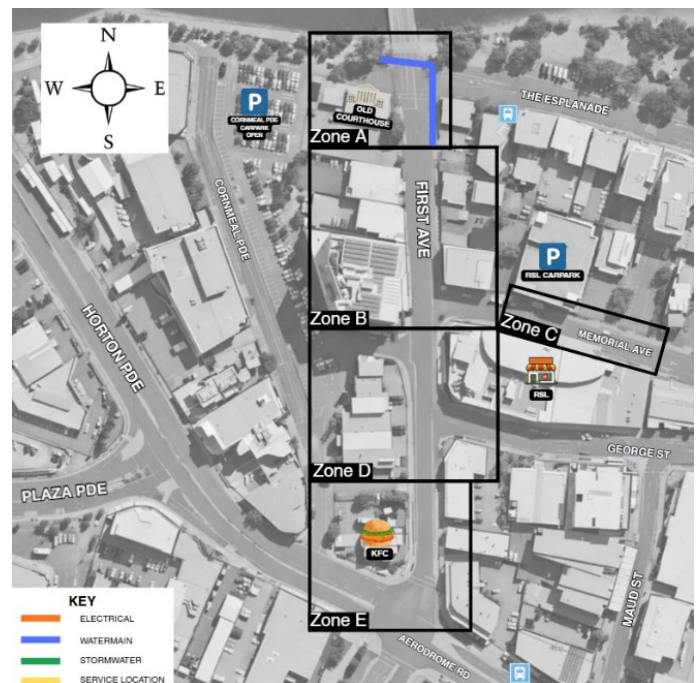 N
W
E
S
P
CORNMEAL PDE
CARPARK
OPEN
OLD
COURTHOUSE
Zone A
THE ESPLANADE
CORNMEAL PDE
FIRST AVE
P
RSL CARPARK
HORTON PDE
Zone B
Zone C
MEMORIAL AVE
RSL
GEORGE ST
Zone D
PLAZA PDE
KFC
MAUD ST
Zone E
AERODROME RD
KEY
ELECTRICAL
WATERMAIN
STORMWATER
SERVICE LOCATION